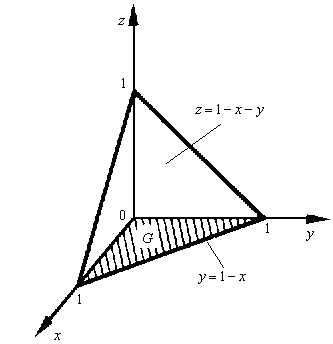 z
1
z = 1 − x − y
0
G
1
y
y = 1 − x
1
x